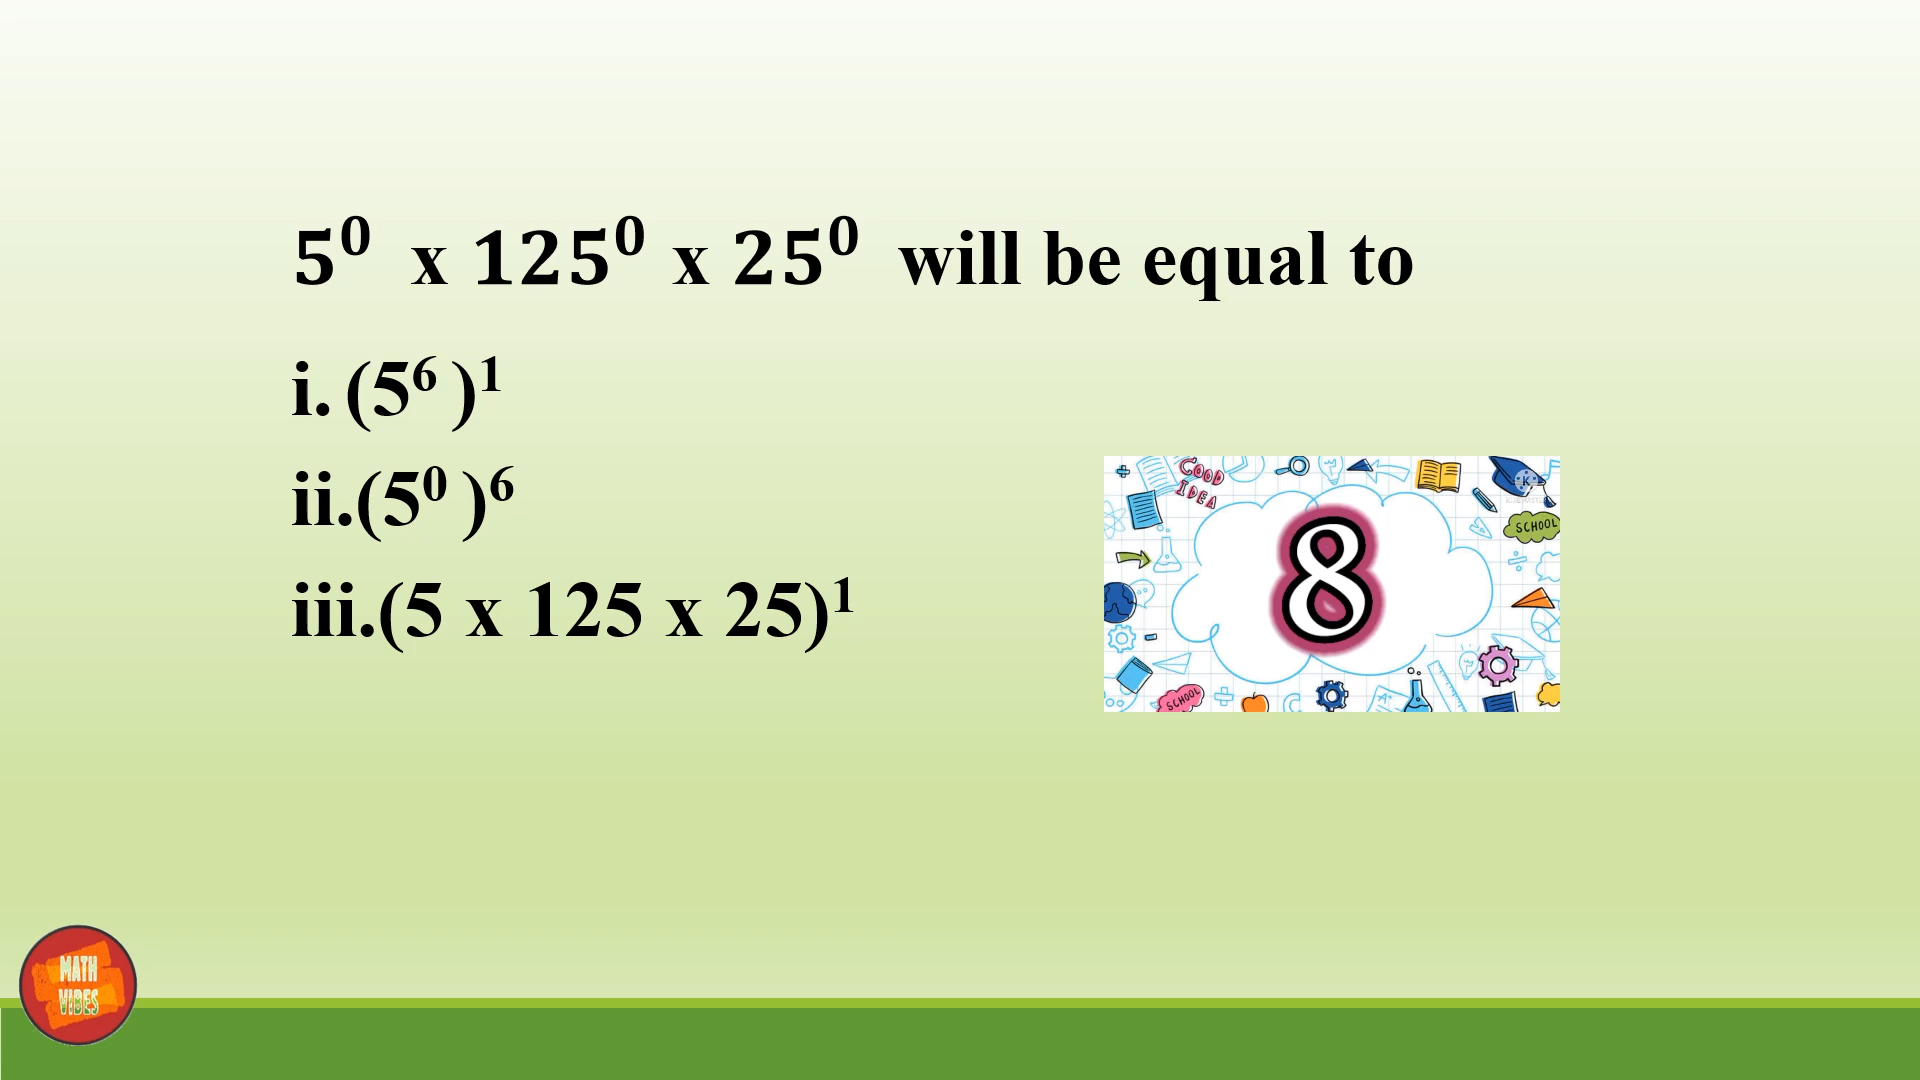 5⁰ x 125⁰ x 25⁰ will be equal to
i. (5⁶ )¹
ii.(5⁰ )⁶
iii.(5 x 125 x 25)¹
GOOD
IDEA
8
SCHOOL
SCHOOL
MATH
VIBES